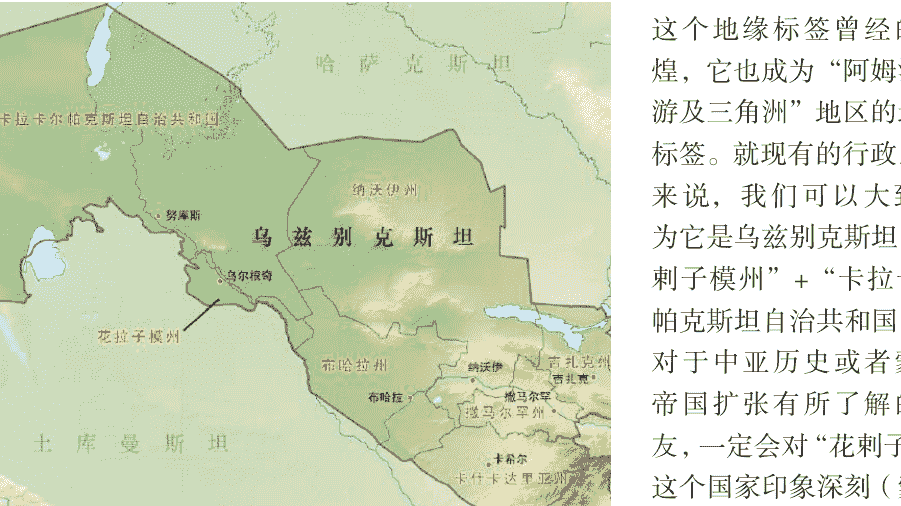 哈萨克斯坦
卡拉卡尔帕克斯坦自治共和国
纳沃伊州
努库斯
乌兹别克斯坦
乌尔根奇
花拉子模州
布哈拉州
纳沃伊
吉扎克州
吉扎克
布哈拉
撒马尔罕
撒马尔罕州
土库曼斯坦
卡希尔
卡什卡达里亚州
这个地缘标签曾经的
煌，它也成为“阿姆
游及三角洲”地区的
标签。就现有的行政
来说，我们可以大
为它是乌兹别克斯坦
剌子模州”+“卡拉
帕克斯坦自治共和国
对于中亚历史或者
帝国扩张有所了解的
友，一定会对“花剌子
这个国家印象深刻（